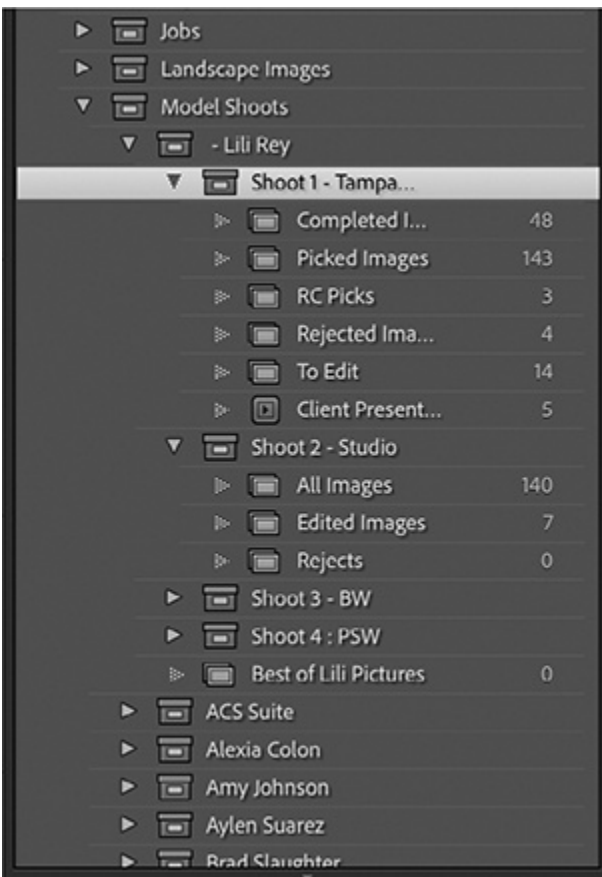 Jobs
Landscape Images
Model Shoots
- Lili Rey
Shoot 1 - Tampa...
Completed I... 48
Picked Images 143
RC Picks 3
Rejected Ima... 4
To Edit 14
Client Present... 5
Shoot 2 - Studio
All Images 140
Edited Images 7
Rejects 0
Shoot 3 - BW
Shoot 4 : PSW
Best of Lili Pictures 0
ACS Suite
Alexia Colon
Amy Johnson
Aylen Suarez
Brad Slaughter